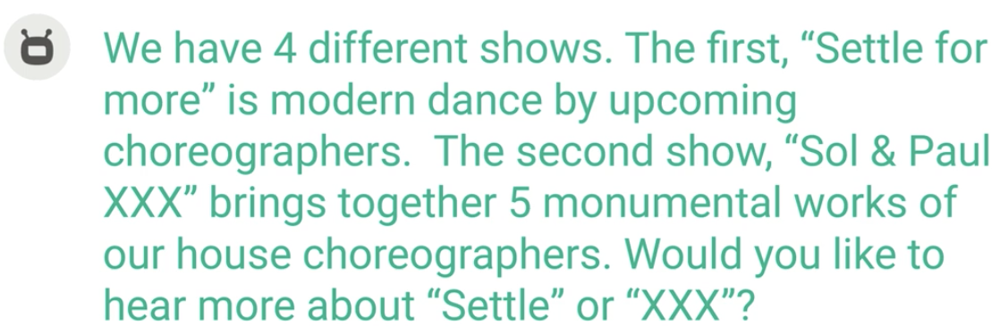 We have 4 different shows. The first, “Settle for
more” is modern dance by upcoming
choreographers.  The second show, “Sol & Paul
XXX” brings together 5 monumental works of
our house choreographers. Would you like to
hear more about “Settle” or “XXX”?